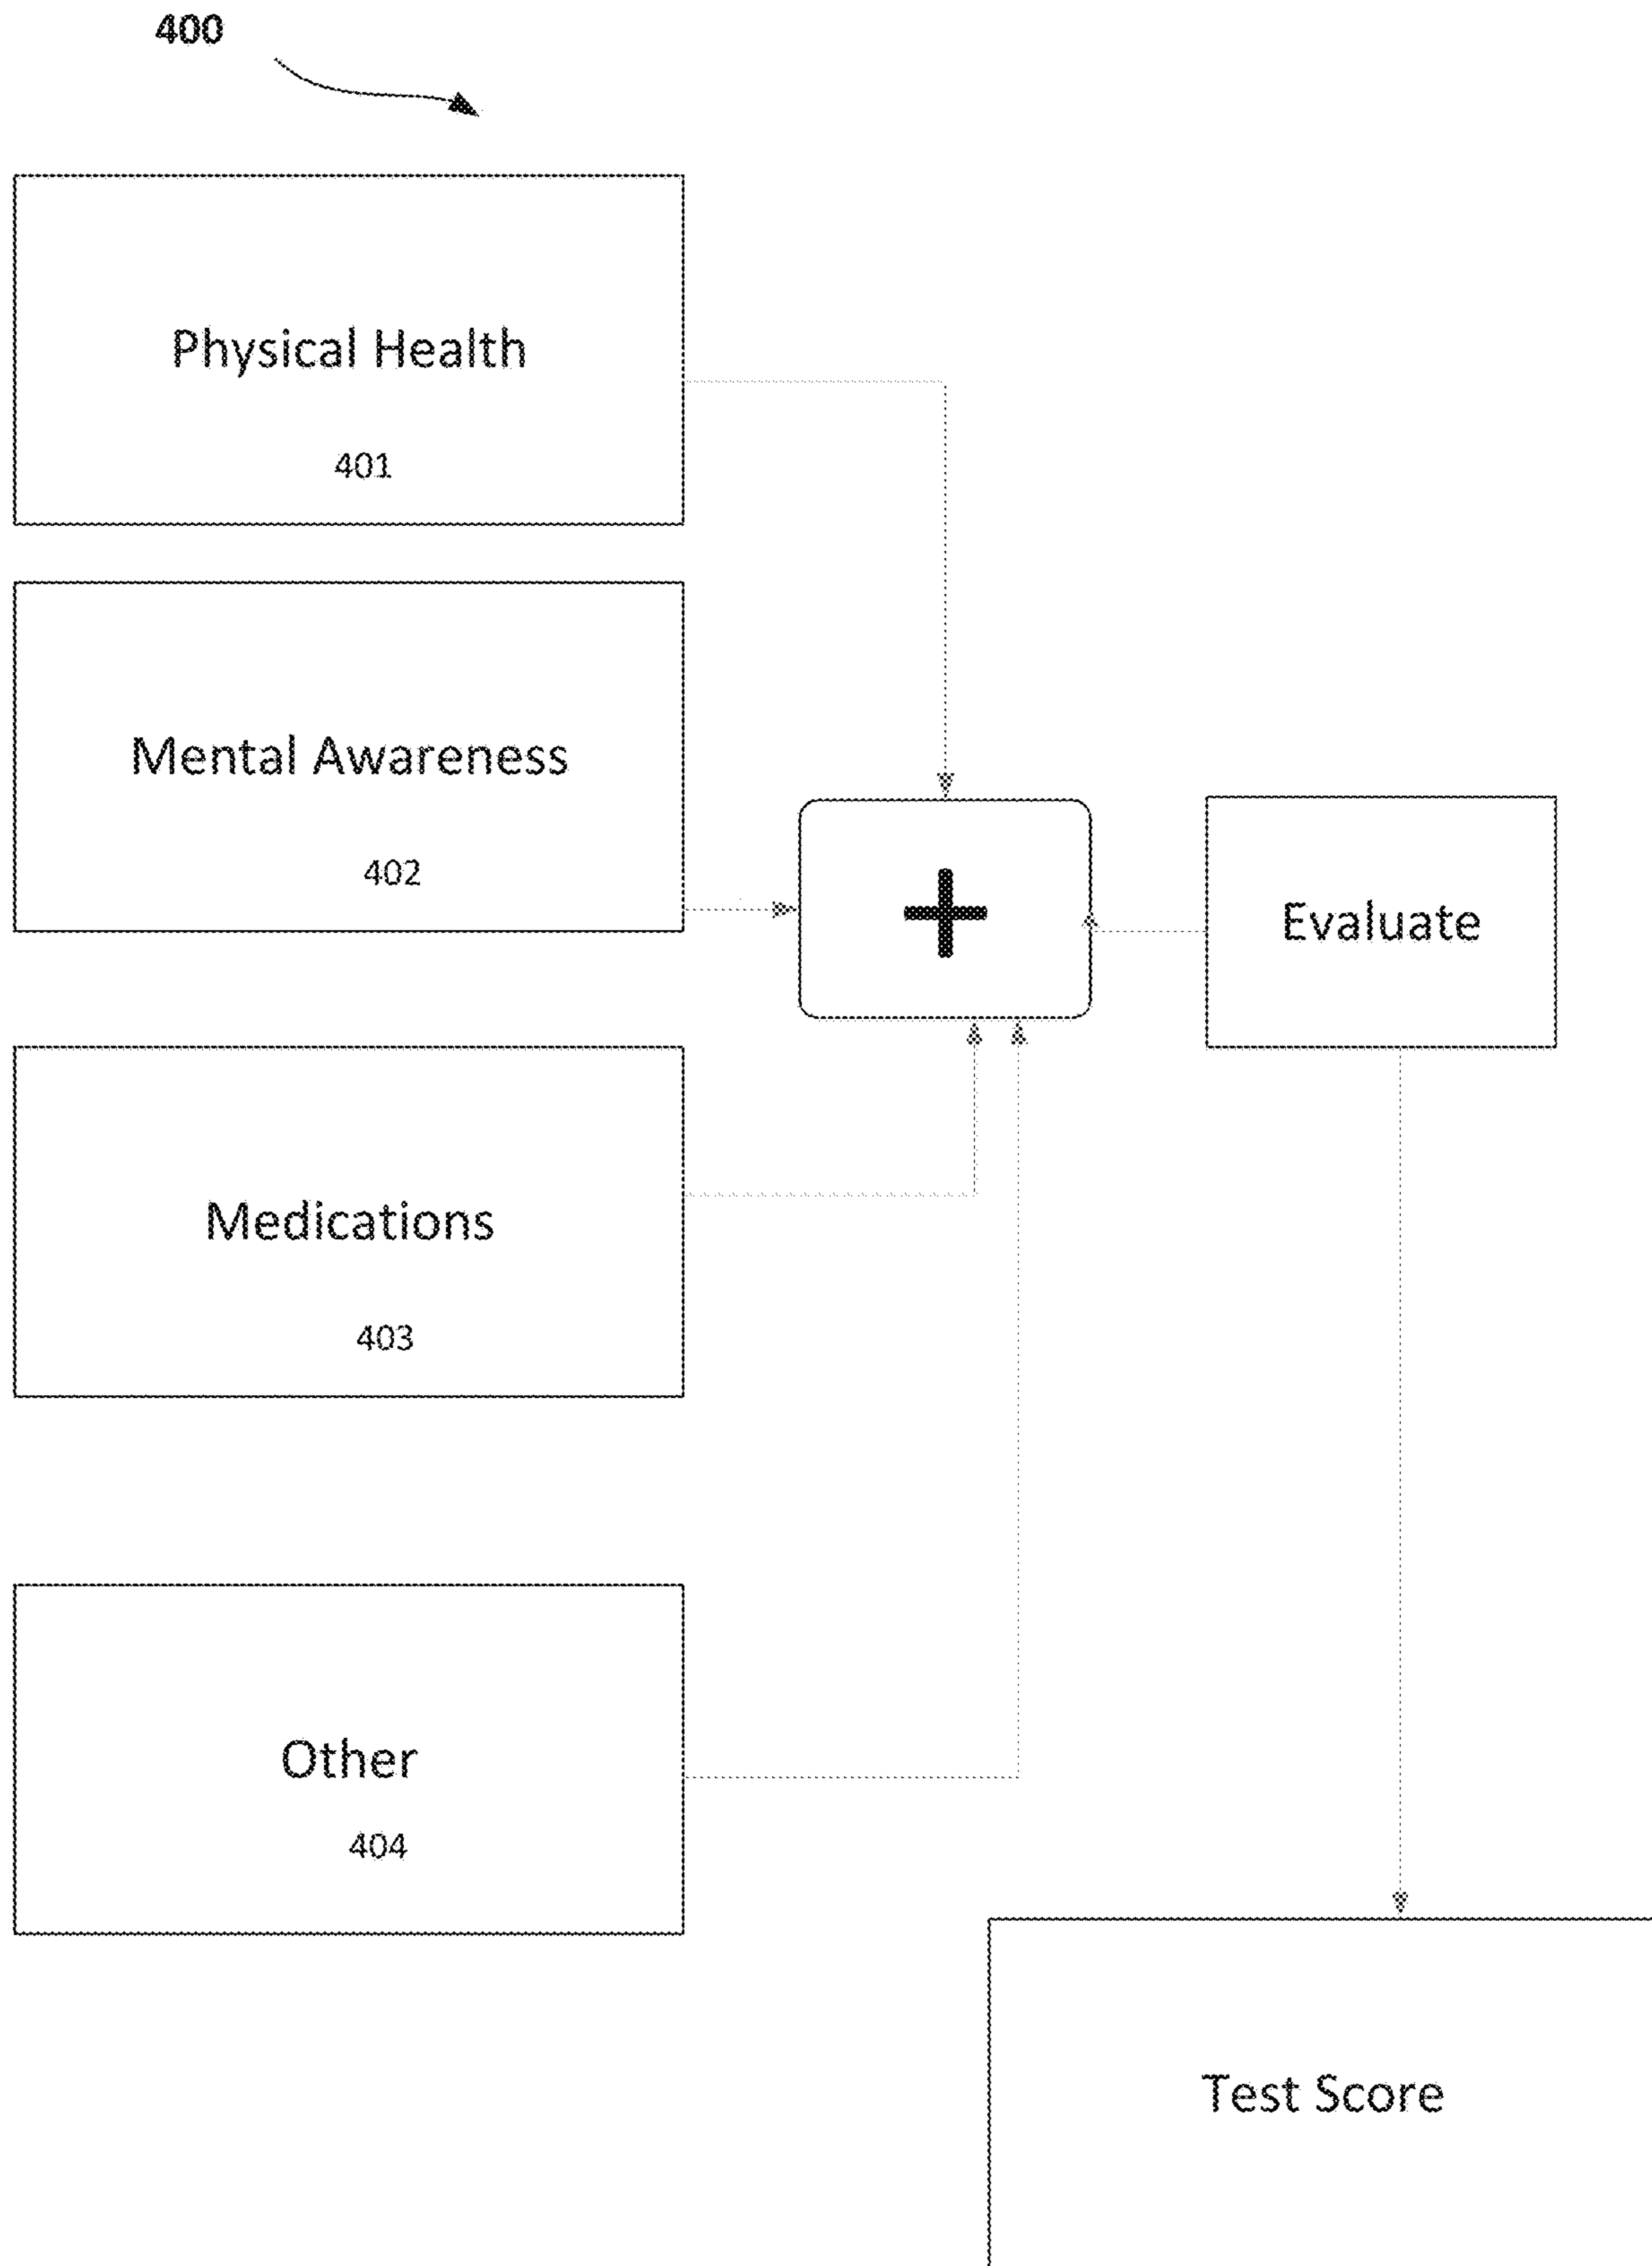 400
Physical Health
401
Mental Awareness
402
+
Evaluate
Medications
403
Other
404
Test Score